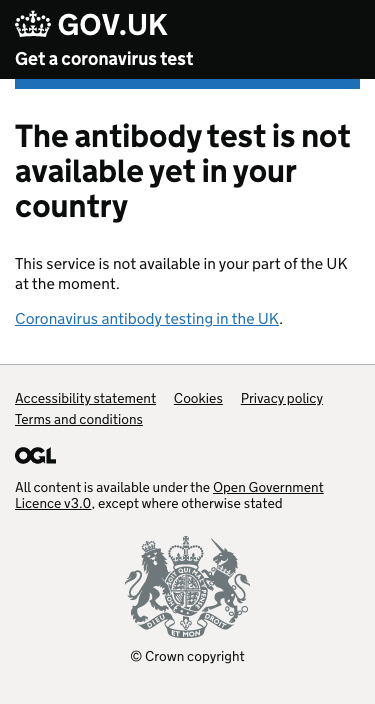 GOV.UK
Get a coronavirus test
The antibody test is not
available yet in your
country
This service is not available in your part of the UK
at the moment.
Coronavirus antibody testing in the UK.
Accessibility statement Cookies Privacy policy
Terms and conditions
OGL
All content is available under the Open Government
Licence v3.0, except where otherwise stated
DIEU ET MON DROIT
© Crown copyright